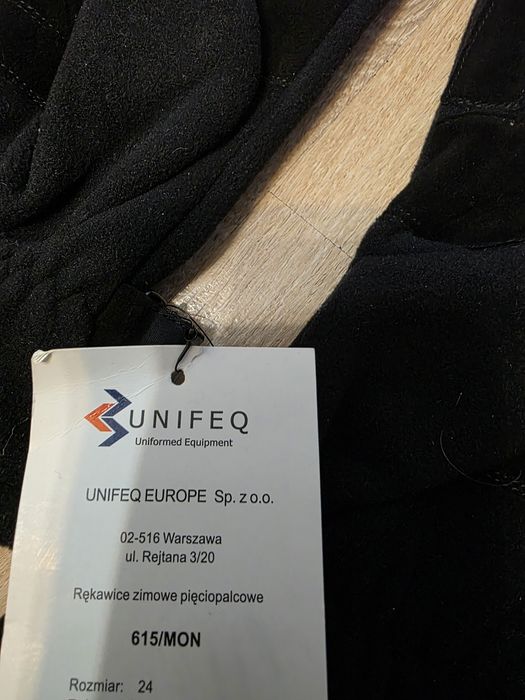 UNIFEQ
Uniformed Equipment
UNIFEQ EUROPE Sp. z o.o.
02-516 Warszawa
ul. Rejtana 3/20
Rękawice zimowe pięciopalcowe
615/MON
Rozmiar: 24